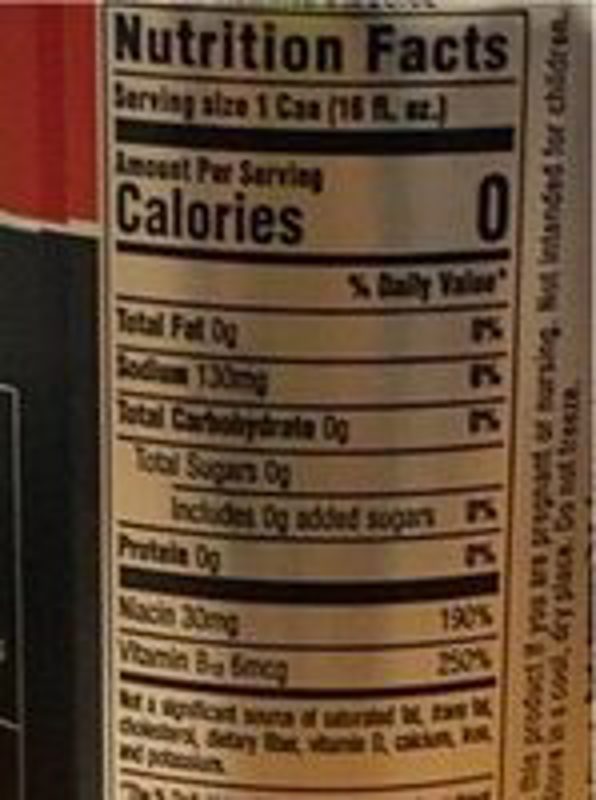 Nutrition Facts
Serving size 1 Can (16 fl. oz.)
Amount Per Serving
Calories 0
% Daily Value*
Total Fat 0g 0%
Sodium 130mg
Total Carbohydrate 0g 0%
Total Sugars 0g
Includes 0g added sugars 0%
Protein 0g 0%
Niacin 30mg 190%
Vitamin B12 6mcg 250%
Not a significant source of saturated fat, trans fat,
cholesterol, dietary fiber, vitamin D, calcium, iron,
and potassium.
this product if you are pregnant or nursing. Not intended for children.
in a cool, dry place. Do not freeze.